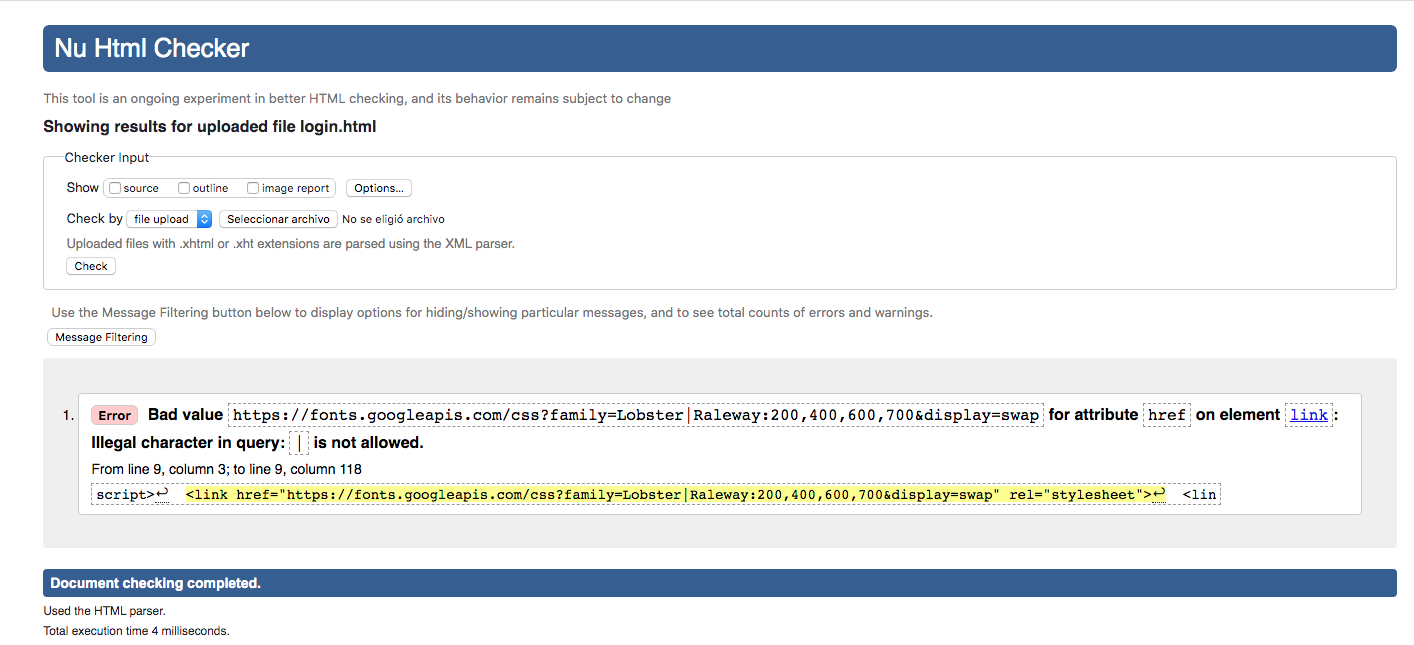 Nu Html Checker
This tool is an ongoing experiment in better HTML checking, and its behavior remains subject to change
Showing results for uploaded file login.html
Checker Input
Show source outline image report Options...
Check by file upload Seleccionar archivo No se eligió archivo
Uploaded files with .xhtml or .xht extensions are parsed using the XML parser.
Check
Use the Message Filtering button below to display options for hiding/showing particular messages, and to see total counts of errors and warnings.
Message Filtering
1. Error Bad value https://fonts.googleapis.com/css?family=Lobster|Raleway:200,400,600,700&display=swap for attribute href on element link:
Illegal character in query: | is not allowed.
From line 9, column 3; to line 9, column 118
script>↩ <link href="https://fonts.googleapis.com/css?family=Lobster|Raleway:200,400,600,700&display=swap" rel="stylesheet">↩ <lin
Document checking completed.
Used the HTML parser.
Total execution time 4 milliseconds.